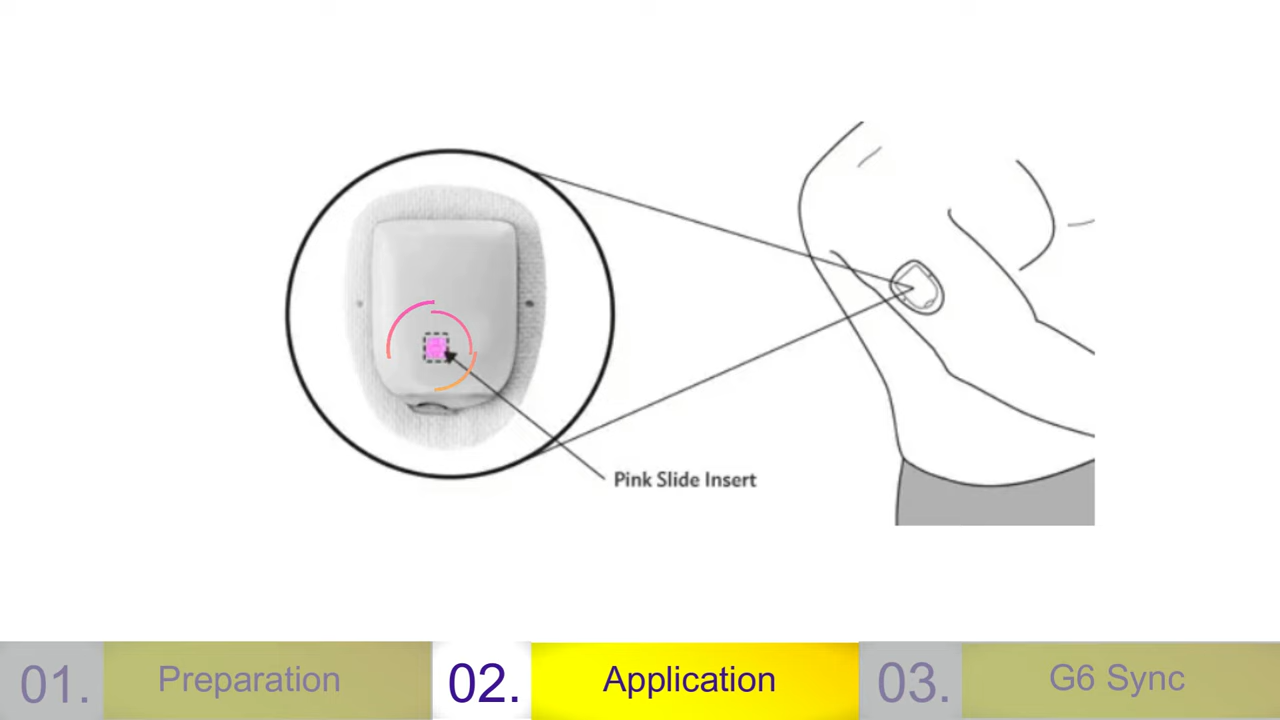 Pink Slide Insert
01. Preparation 02. Application 03. G6 Sync